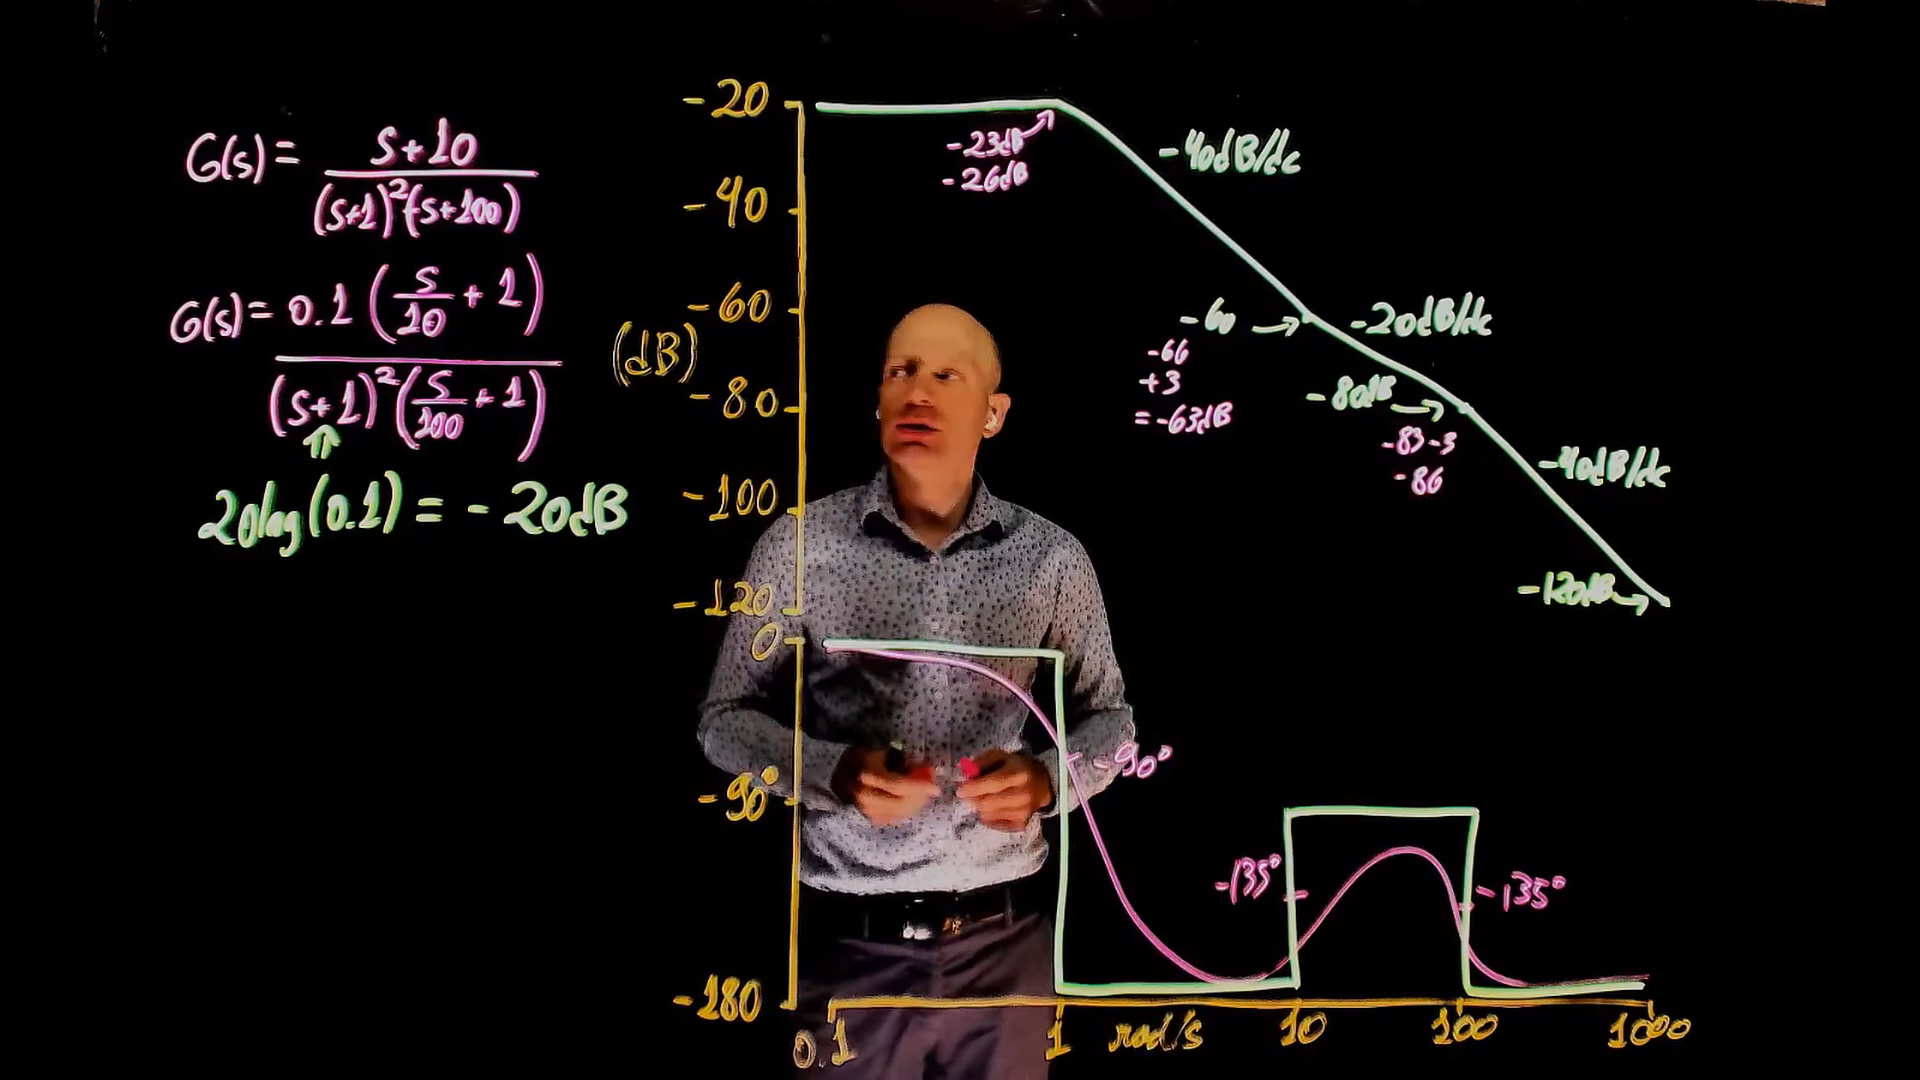 G(s) = s+10 / (s+1)²(s+100)
G(s) = 0.1 (s/10 + 1) / (s+1)²(s/100 + 1)
⇑
20log(0.1) = -20dB
(dB)
-20
-40
-60
-80
-100
-120
0
-90°
-180
-23dB
-26dB
-40dB/dc
-60
-66
+3
=-63dB
-20dB/dc
-80dB
-83-3
-86
-40dB/dc
-120dB
-90°
-135°
-135°
0.1
1
rad/s
10
100
1000